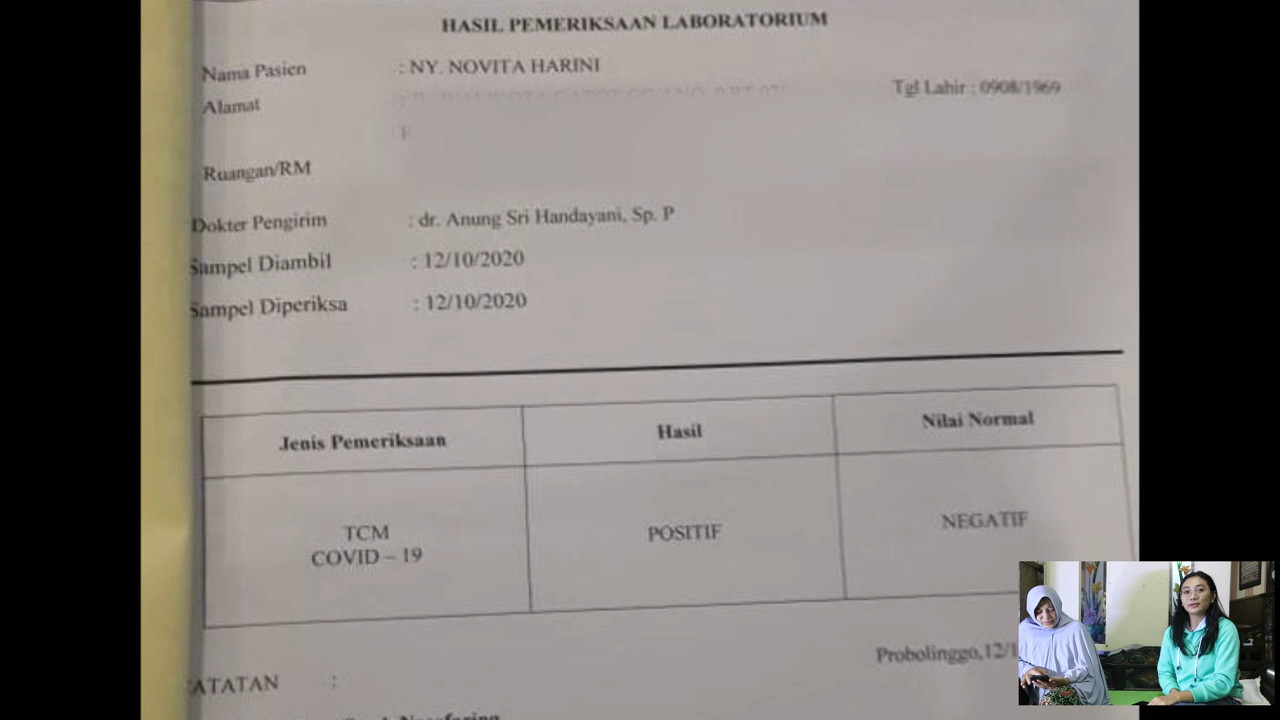 HASIL PEMERIKSAAN LABORATORIUM
Nama Pasien : NY. NOVITA HARINI
Alamat : Tgl Lahir : 0908/1969
Ruangan/RM :
Dokter Pengirim : dr. Anung Sri Handayani, Sp. P
Sampel Diambil : 12/10/2020
Sampel Diperiksa : 12/10/2020
Jenis Pemeriksaan Hasil Nilai Normal
TCM
COVID – 19 POSITIF NEGATIF
Probolinggo,12/1
ATATAN :